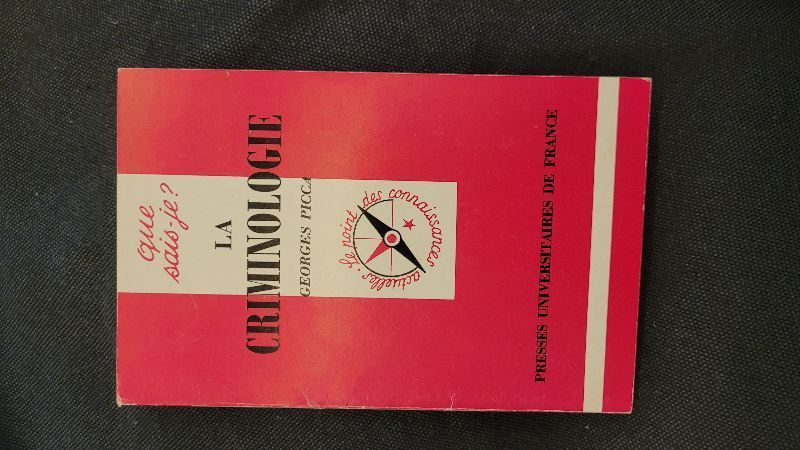 que
sais-je?
LA
CRIMINOLOGIE
GEORGES PICCA
le point des connaissances actuelles
PRESSES UNIVERSITAIRES DE FRANCE